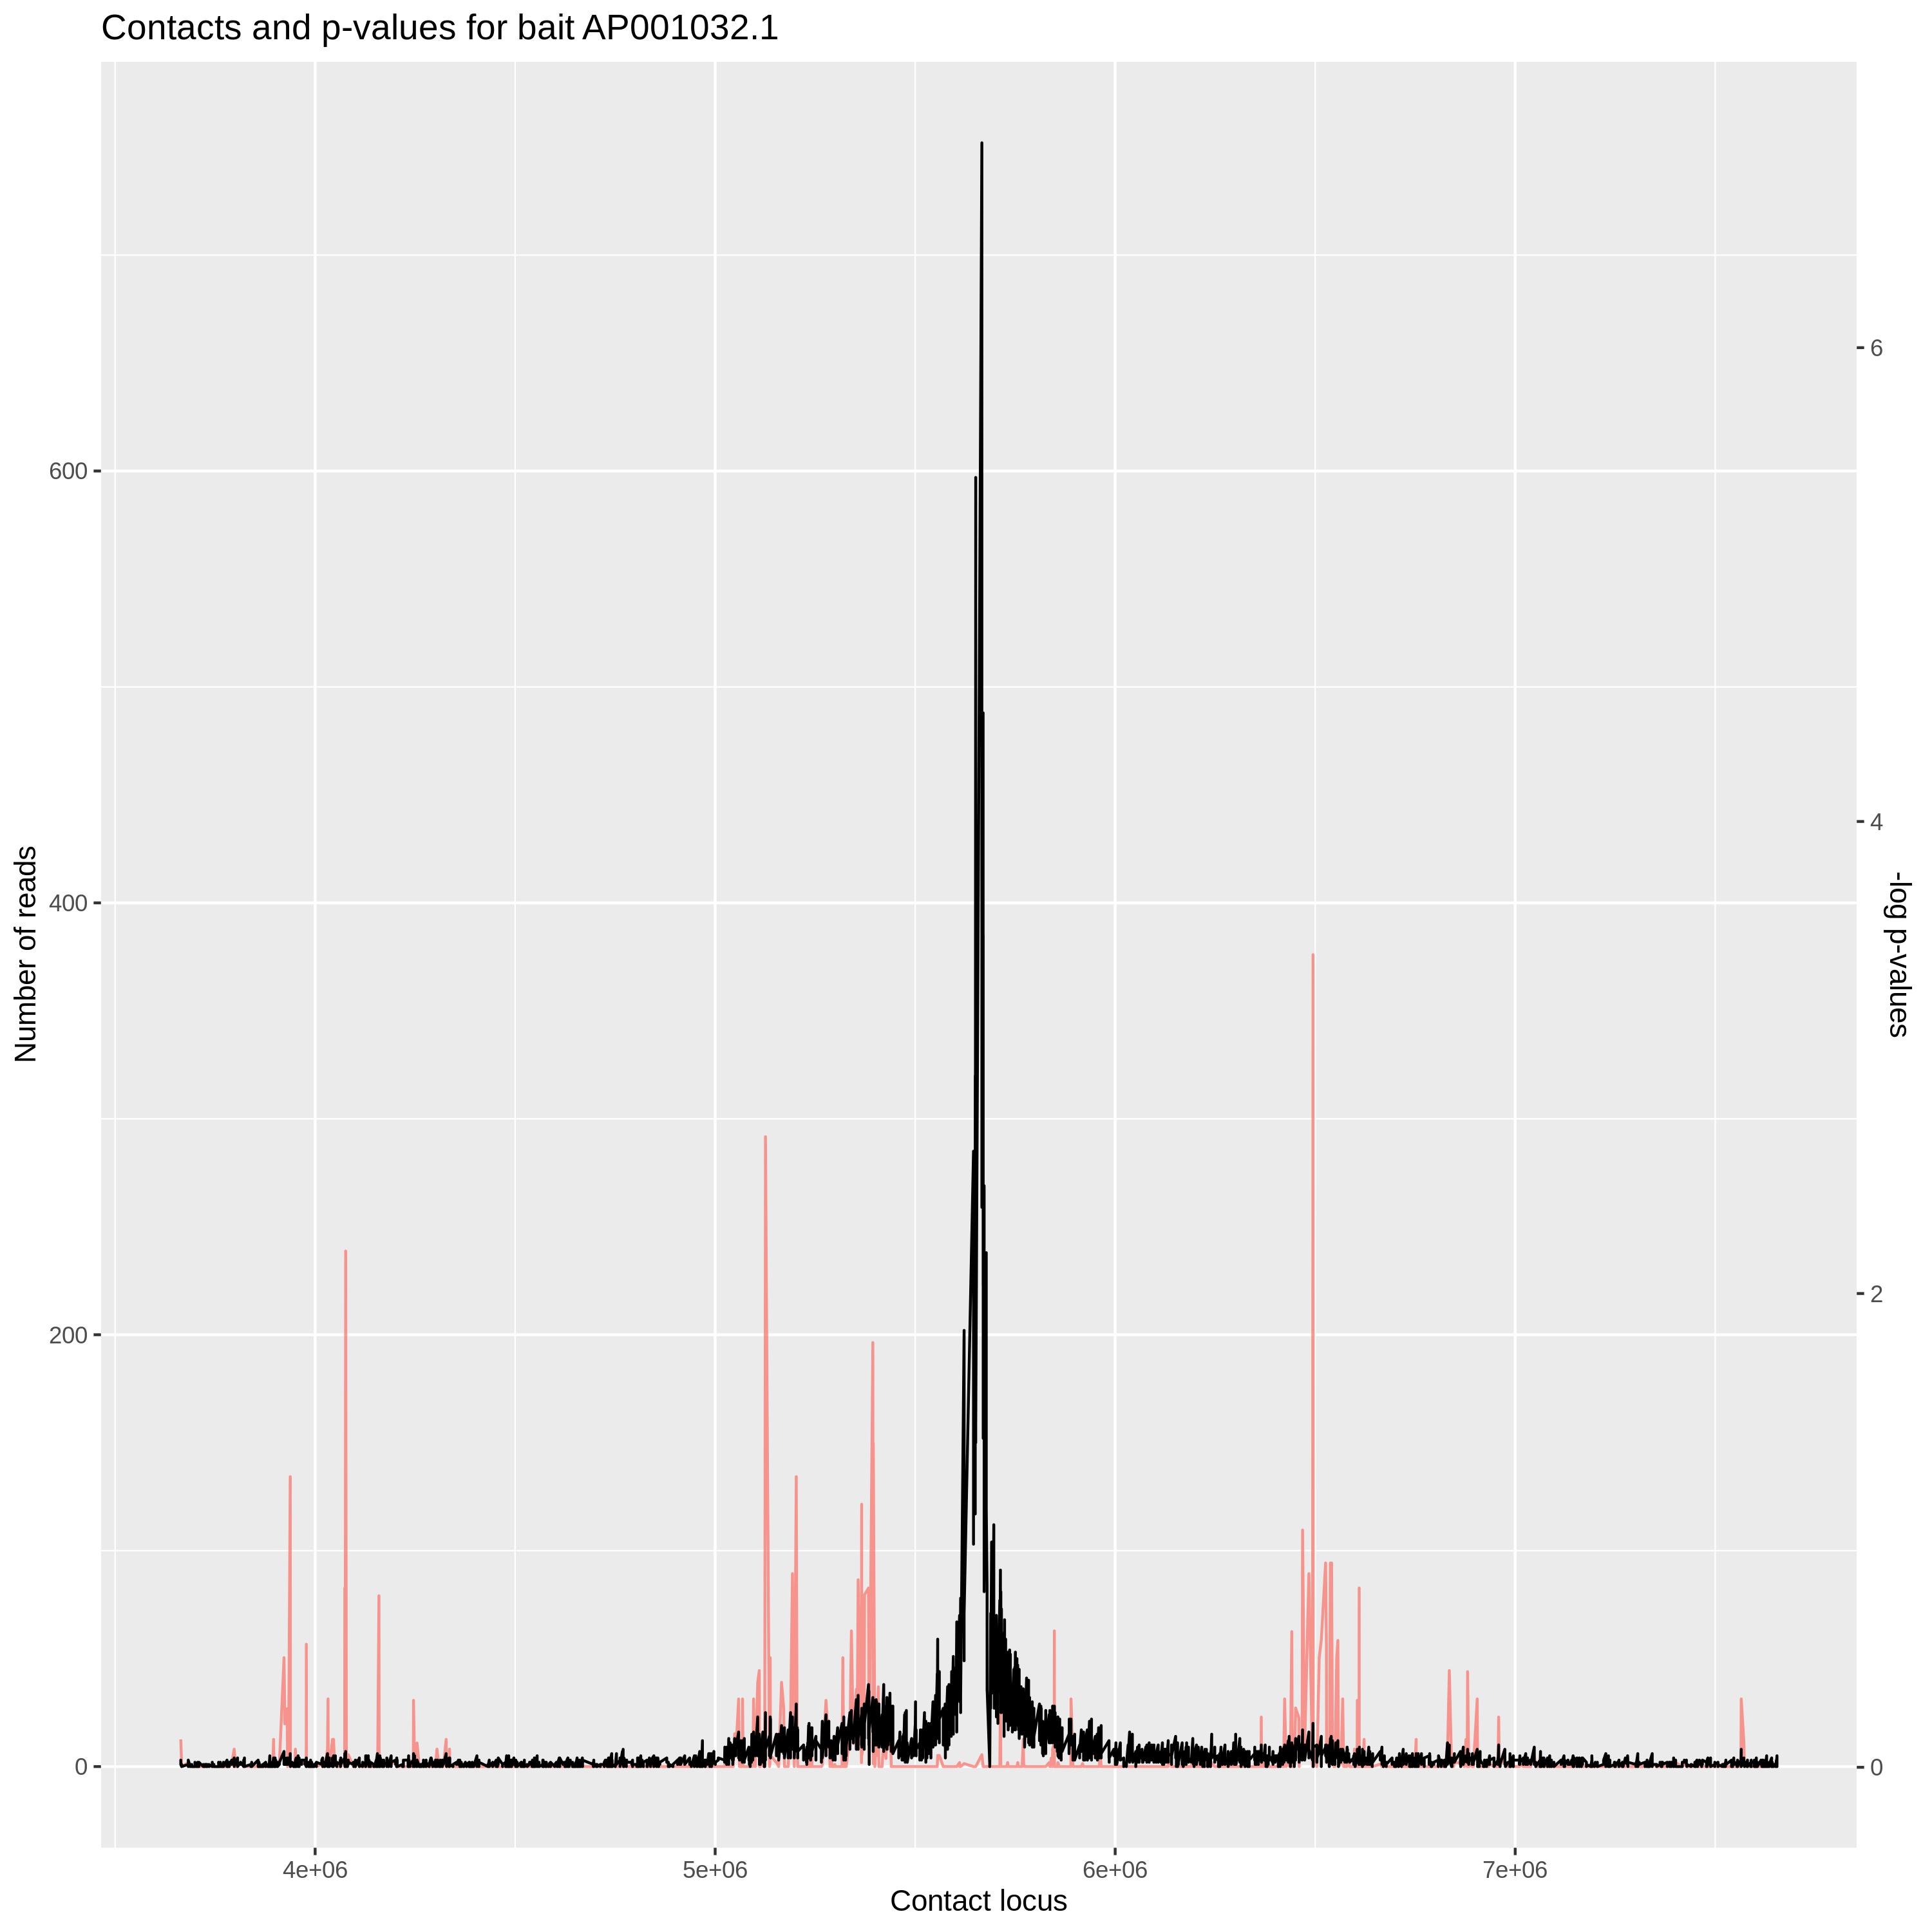 Contacts and p-values for bait AP001032.1
Number of reads
600
400
200
0
6
4
2
0
-log p-values
4e+06
5e+06
6e+06
7e+06
Contact locus